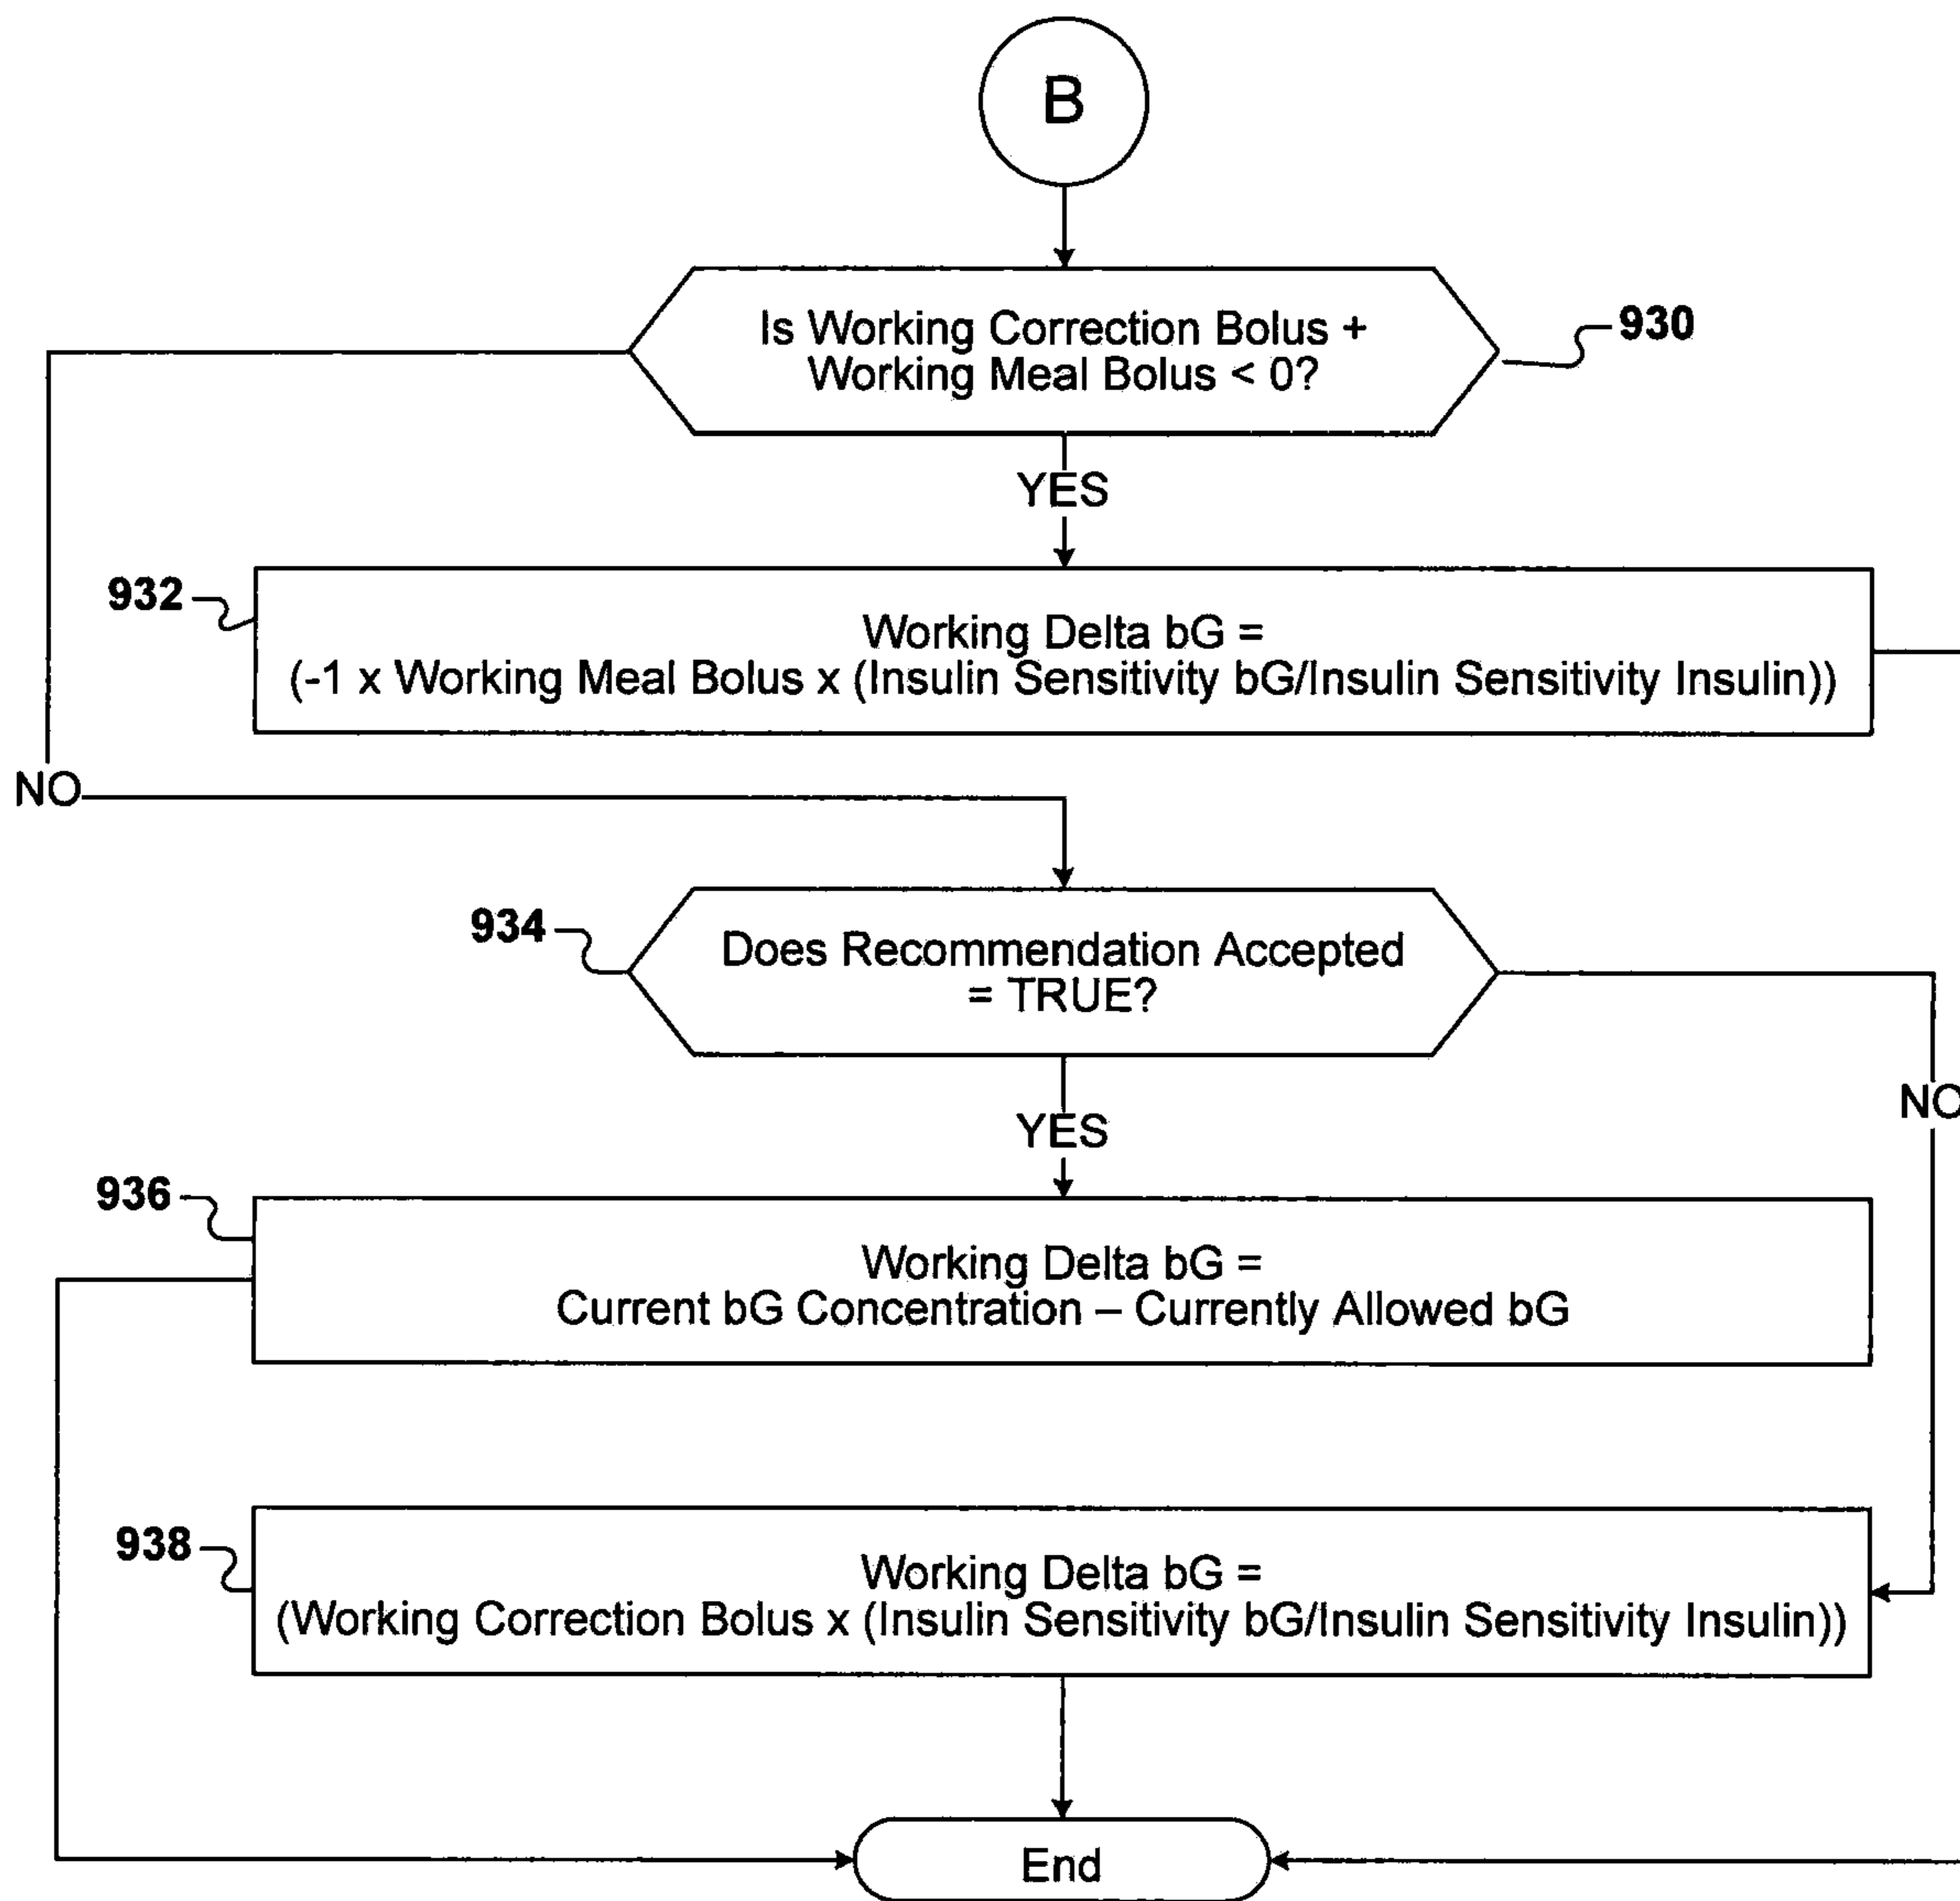 B
Is Working Correction Bolus +
Working Meal Bolus < 0?
930
YES
932
Working Delta bG =
(-1 x Working Meal Bolus x (Insulin Sensitivity bG/Insulin Sensitivity Insulin))
NO
934
Does Recommendation Accepted
= TRUE?
NO
YES
936
Working Delta bG =
Current bG Concentration – Currently Allowed bG
938
Working Delta bG =
(Working Correction Bolus x (Insulin Sensitivity bG/Insulin Sensitivity Insulin))
End